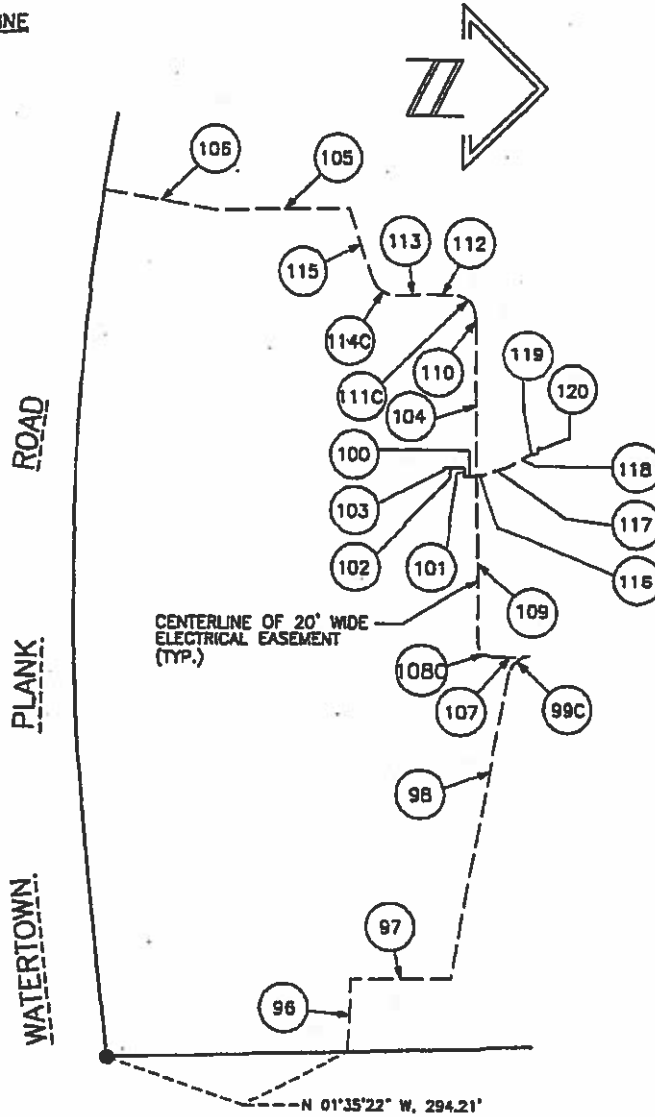 INE
106
105
113
112
115
114C
110
119
111C
120
104
100
118
103
117
102
101
116
ROAD
CENTERLINE OF 20' WIDE
ELECTRICAL EASEMENT
(TYP.)
109
108C
107
99C
PLANK
98
97
96
WATERTOWN
N 01°35'22" W, 294.21'